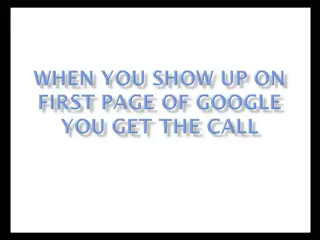 WHEN YOU SHOW UP ON
FIRST PAGE OF GOOGLE
YOU GET THE CALL